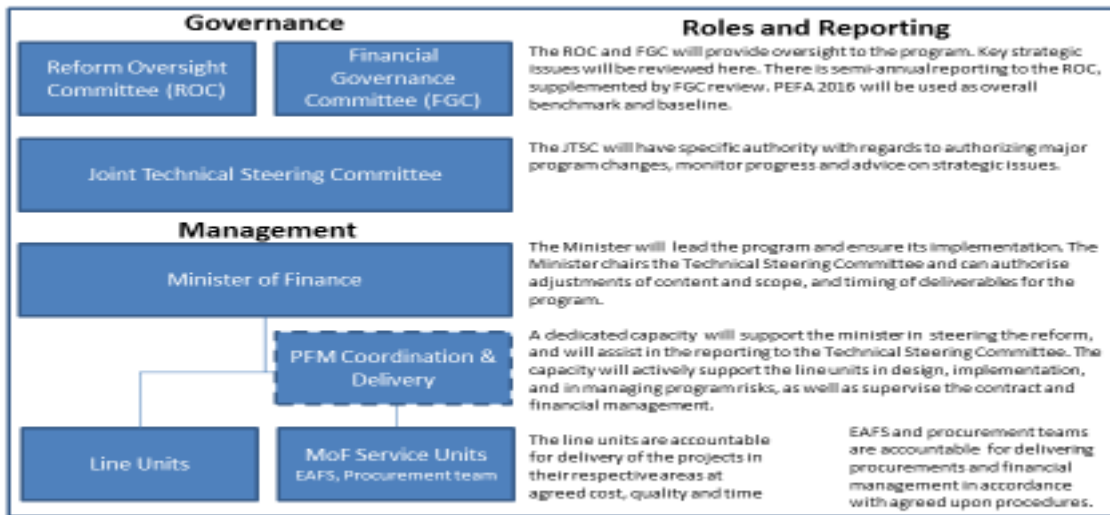 Governance
Roles and Reporting
Reform Oversight
Committee (ROC)
Financial
Governance
Committee (FGC)
The ROC and FGC will provide oversight to the program. Key strategic
issues will be reviewed here. There is semi-annual reporting to the ROC,
supplemented by FGC review. PEFA 2016 will be used as overall
benchmark and baseline.
Joint Technical Steering Committee
The JTSC will have specific authority with regards to authorizing major
program changes, monitor progress and advice on strategic issues.
Management
Minister of Finance
The Minister will lead the program and ensure its implementation. The
Minister chairs the Technical Steering Committee and can authorise
adjustments of content and scope, and timing of deliverables for the
program.
PFM Coordination &
Delivery
A dedicated capacity will support the minister in steering the reform,
and will assist in the reporting to the Technical Steering Committee. The
capacity will actively support the line units in design, implementation,
and in managing program risks, as well as supervise the contract and
financial management.
Line Units
MoF Service Units
EAFS, Procurement team
The line units are accountable
for delivery of the projects in
their respective areas at
agreed cost, quality and time
EAFS and procurement teams
are accountable for delivering
procurements and financial
management in accordance
with agreed upon procedures.